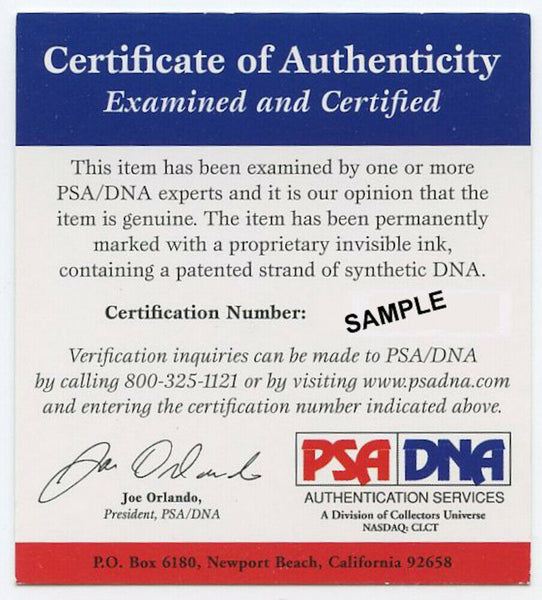 Certificate of Authenticity
Examined and Certified
This item has been examined by one or more
PSA/DNA experts and it is our opinion that the
item is genuine. The item has been permanently
marked with a proprietary invisible ink,
containing a patented strand of synthetic DNA.
Certification Number: SAMPLE
Verification inquiries can be made to PSA/DNA
by calling 800-325-1121 or by visiting www.psadna.com
and entering the certification number indicated above.
Joe Orlando
Joe Orlando,
President, PSA/DNA
PSA DNA
AUTHENTICATION SERVICES
A Division of Collectors Universe
NASDAQ: CLCT
P.O. Box 6180, Newport Beach, California 92658